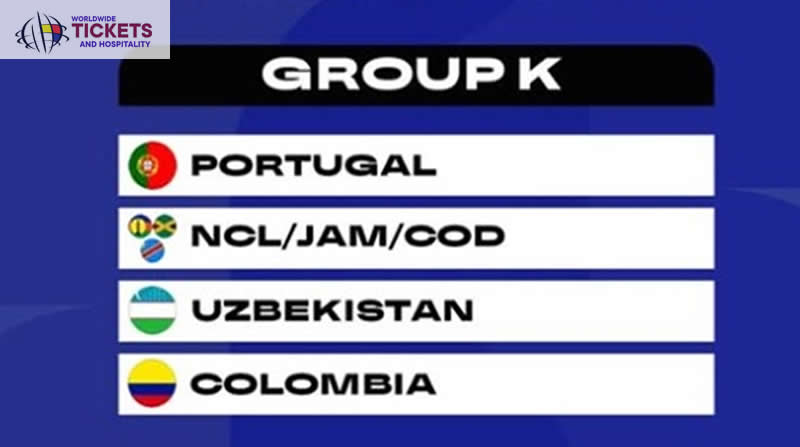 WORLDWIDE
TICKETS
AND HOSPITALITY
GROUP K
PORTUGAL
NCL/JAM/COD
UZBEKISTAN
COLOMBIA